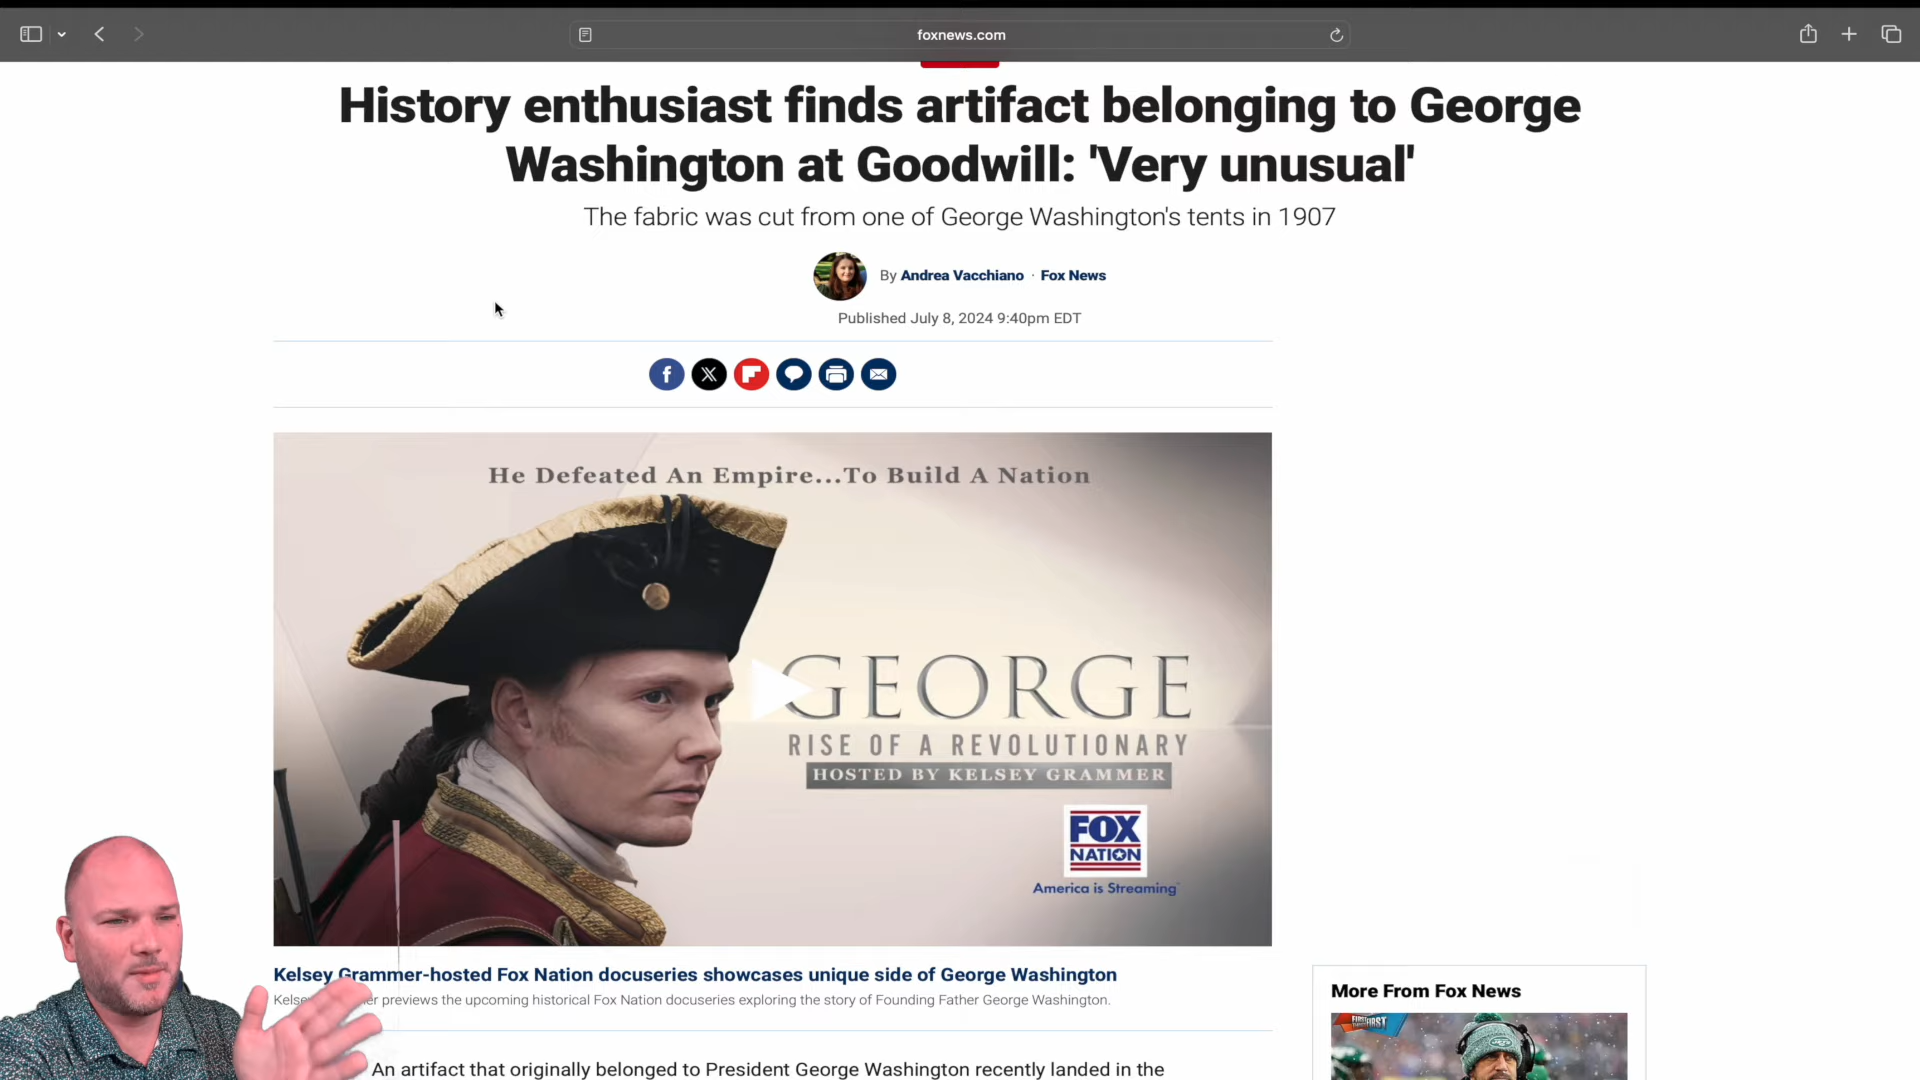 foxnews.com
History enthusiast finds artifact belonging to George
Washington at Goodwill: 'Very unusual'
The fabric was cut from one of George Washington's tents in 1907
By Andrea Vacchiano · Fox News
Published July 8, 2024 9:40pm EDT
He Defeated An Empire...To Build A Nation
GEORGE
RISE OF A REVOLUTIONARY
HOSTED BY KELSEY GRAMMER
FOX
NATION
America is Streaming
Kelsey Grammer-hosted Fox Nation docuseries showcases unique side of George Washington
previews the upcoming historical Fox Nation docuseries exploring the story of Founding Father George Washington.
More From Fox News
An artifact that originally belonged to President George Washington recently landed in the